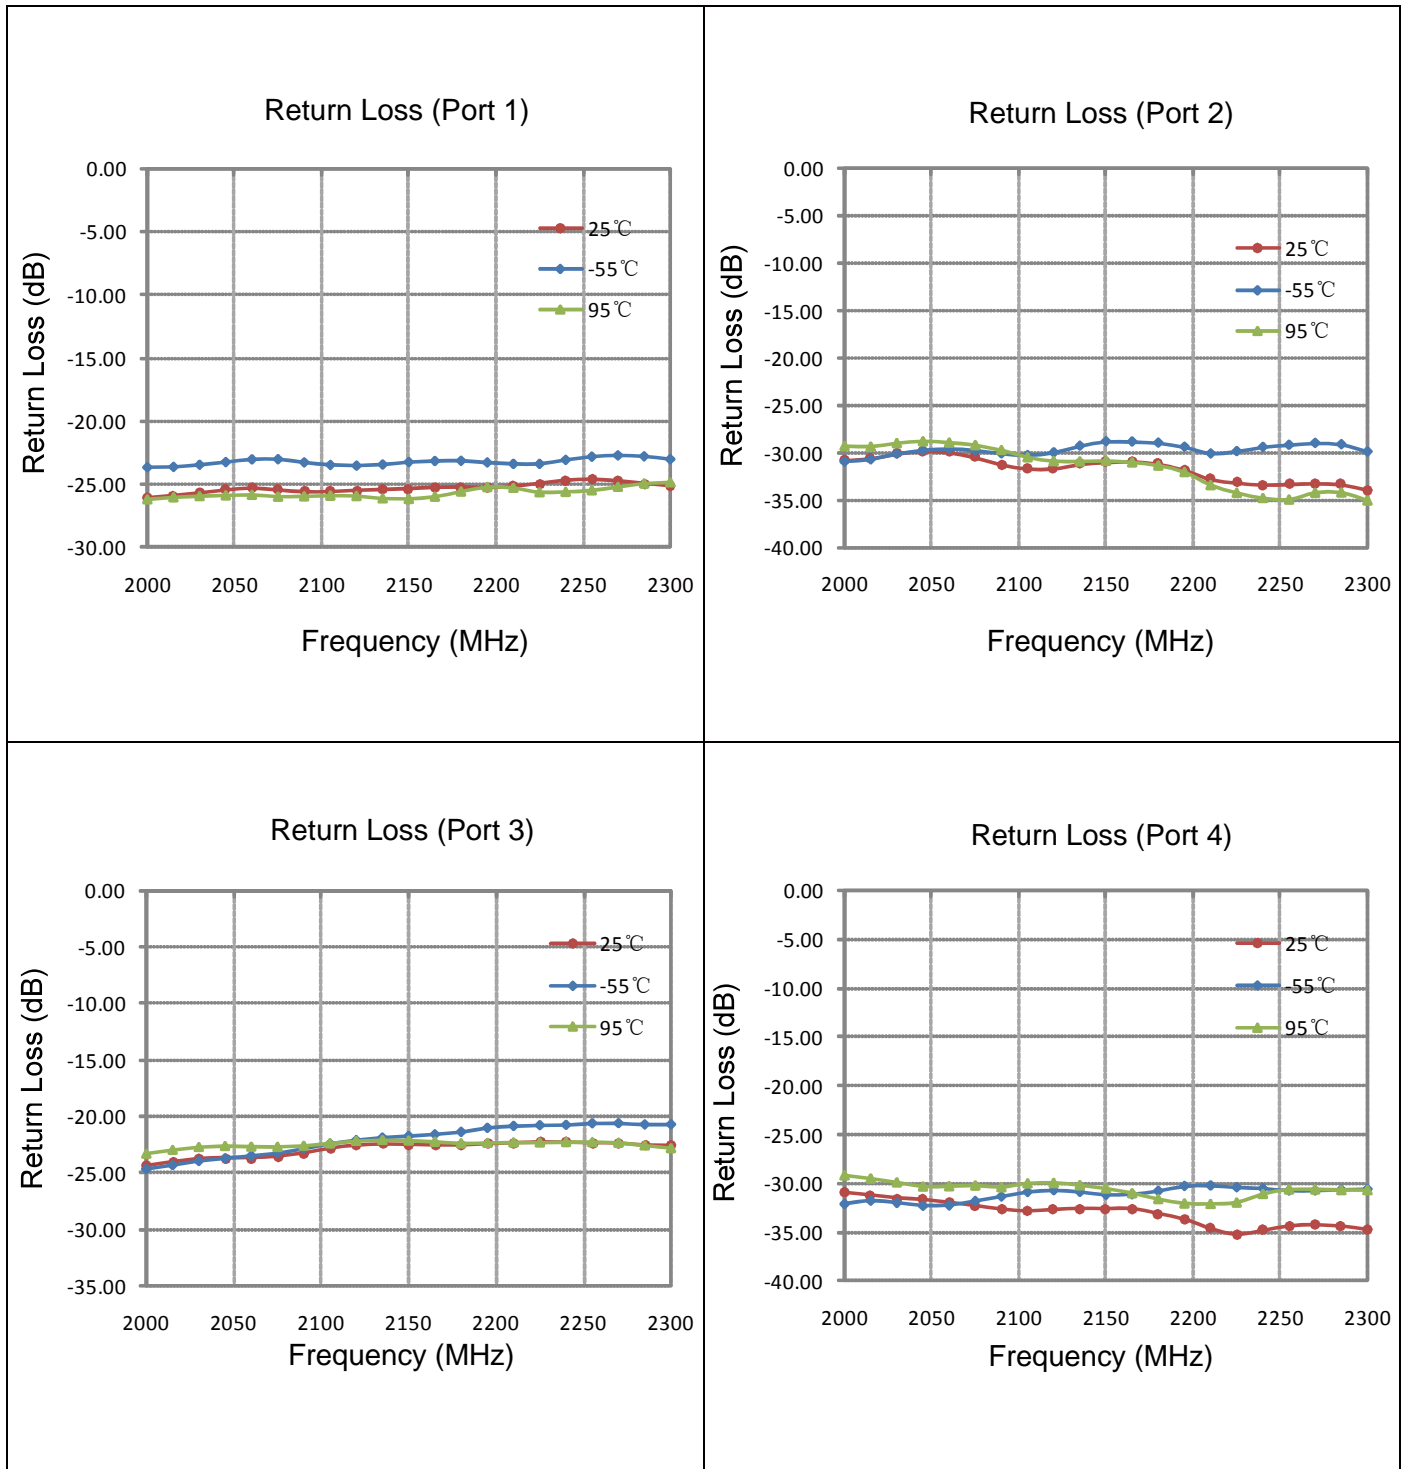 Return Loss (Port 1)
Return Loss (dB)
0.00
-5.00
-10.00
-15.00
-20.00
-25.00
-30.00
25℃
-55℃
95℃
2000 2050 2100 2150 2200 2250 2300
Frequency (MHz)
Return Loss (Port 2)
Return Loss (dB)
0.00
-5.00
-10.00
-15.00
-20.00
-25.00
-30.00
-35.00
-40.00
25℃
-55℃
95℃
2000 2050 2100 2150 2200 2250 2300
Frequency (MHz)
Return Loss (Port 3)
Return Loss (dB)
0.00
-5.00
-10.00
-15.00
-20.00
-25.00
-30.00
-35.00
25℃
-55℃
95℃
2000 2050 2100 2150 2200 2250 2300
Frequency (MHz)
Return Loss (Port 4)
Return Loss (dB)
0.00
-5.00
-10.00
-15.00
-20.00
-25.00
-30.00
-35.00
-40.00
25℃
-55℃
95℃
2000 2050 2100 2150 2200 2250 2300
Frequency (MHz)